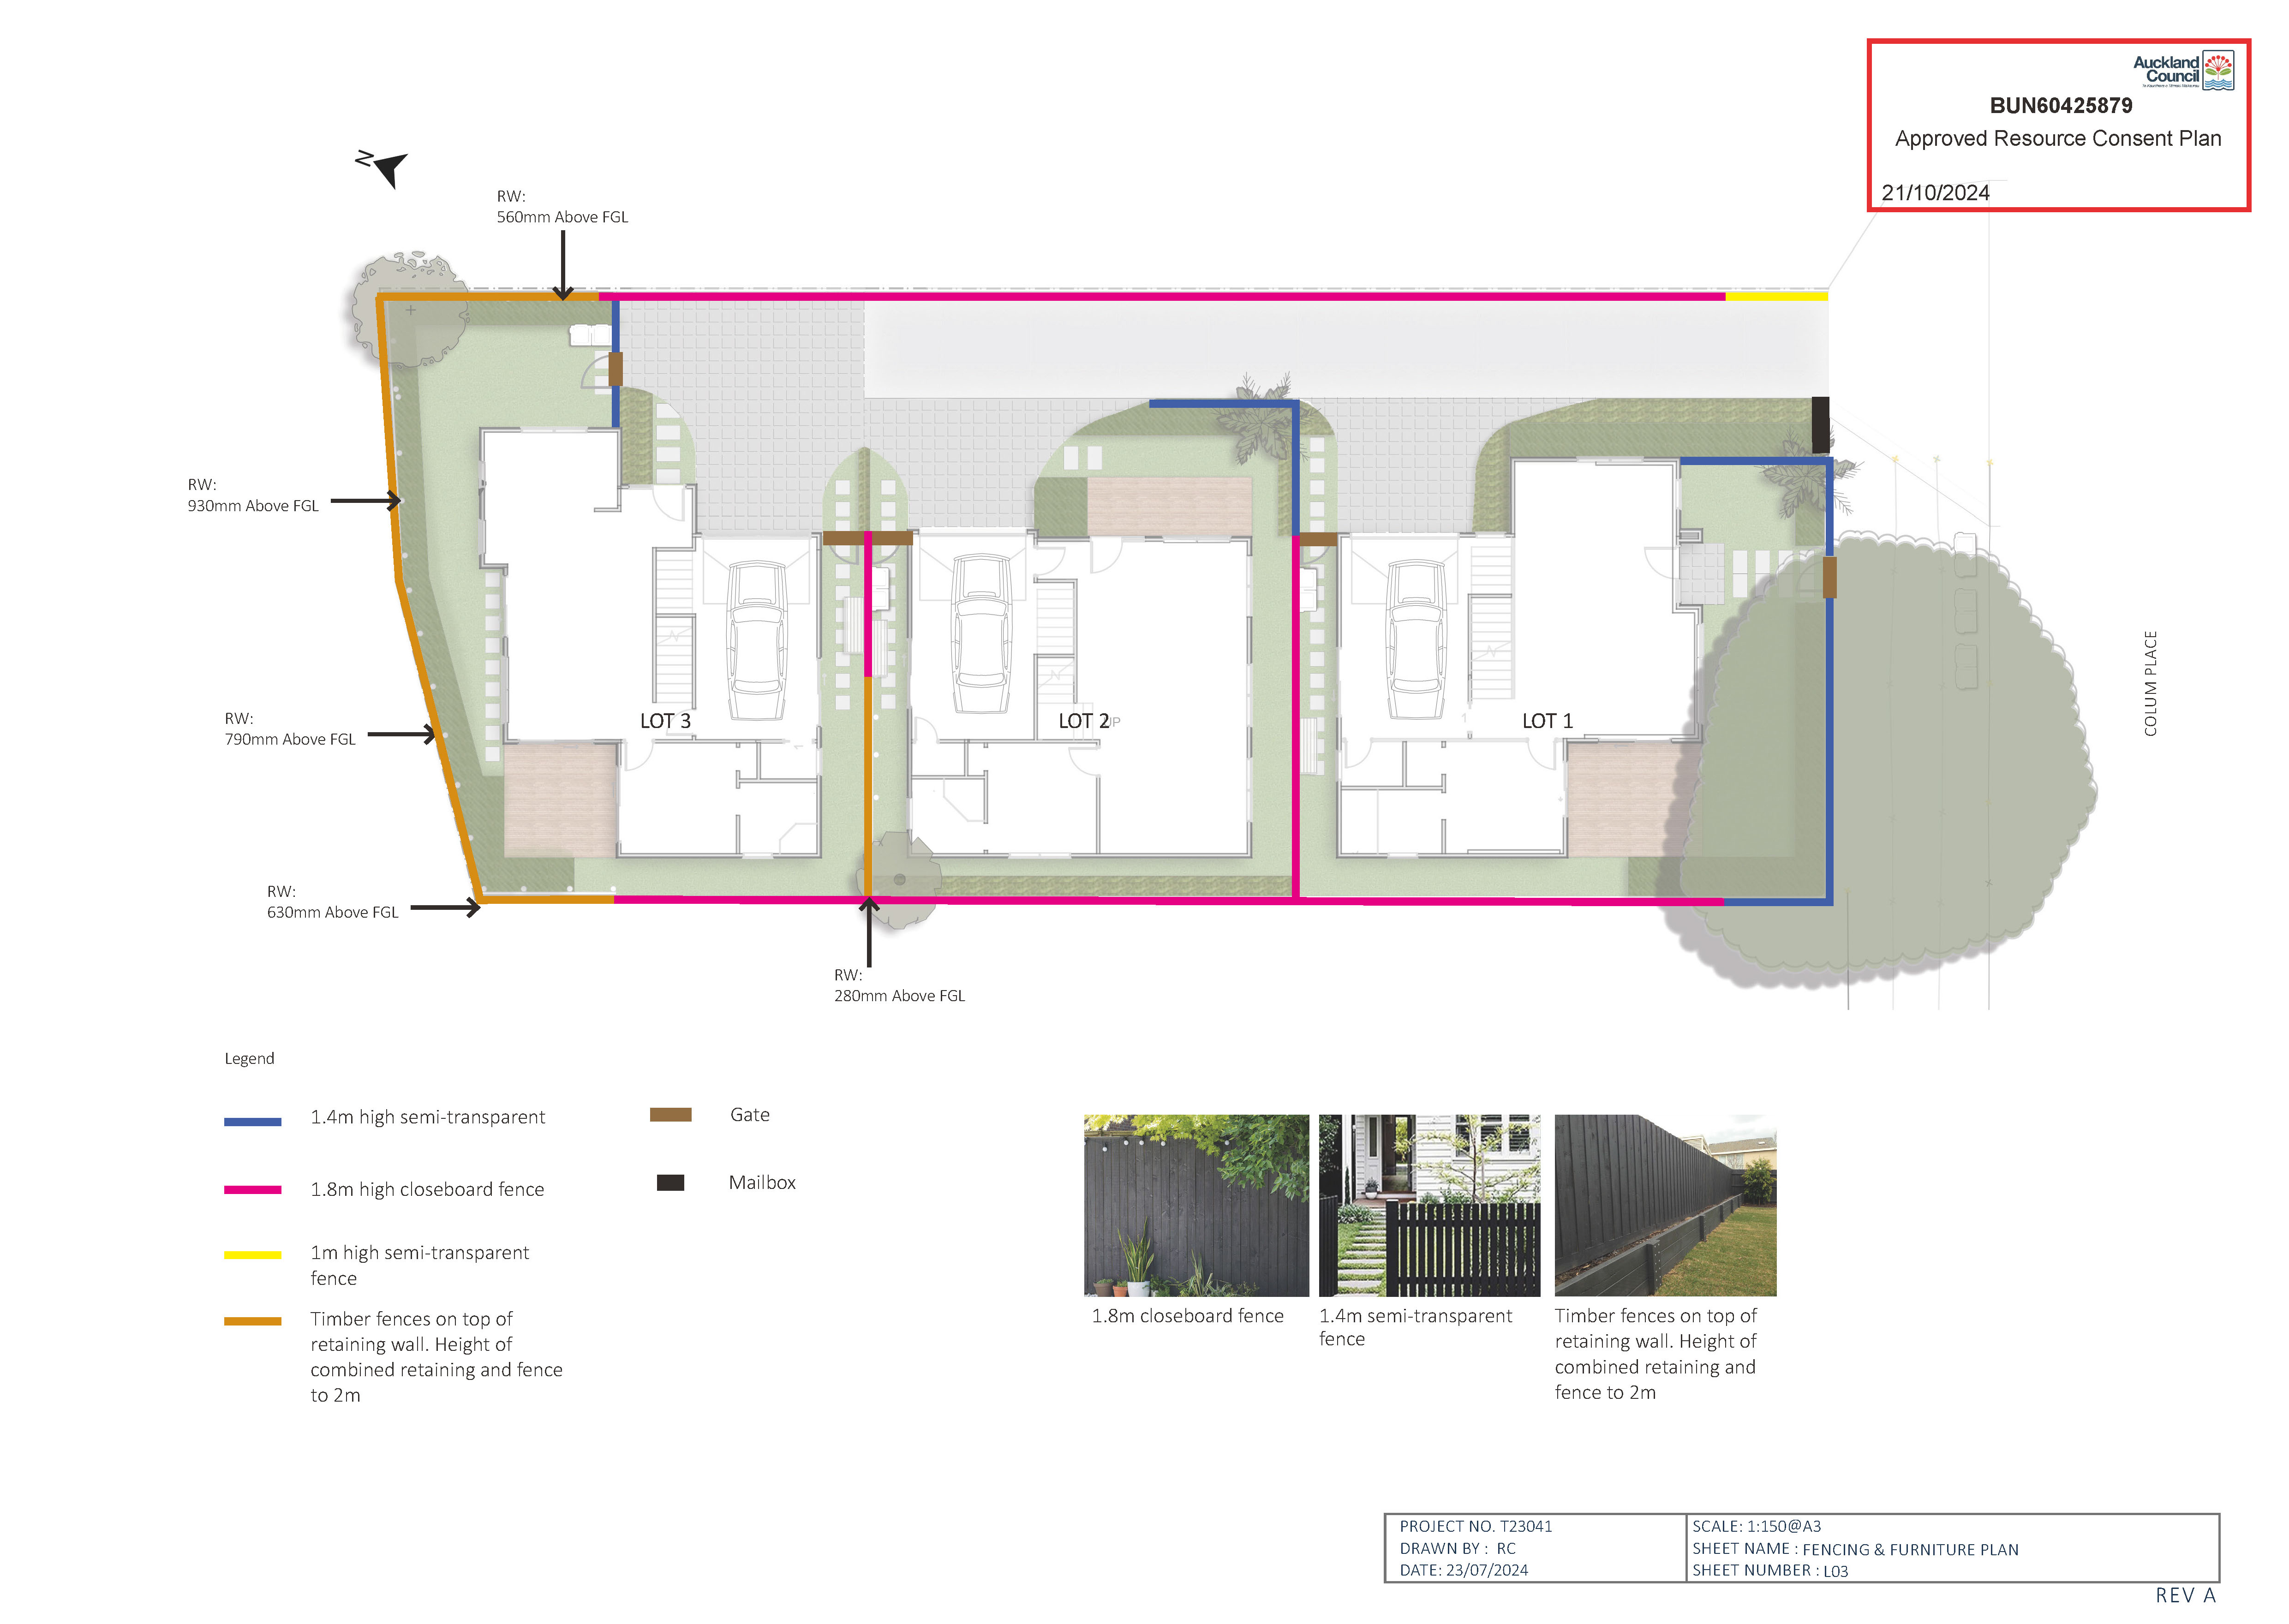 Auckland
Council
BUN60425879
Approved Resource Consent Plan
21/10/2024
N
RW:
560mm Above FGL
RW:
930mm Above FGL
RW:
790mm Above FGL
RW:
630mm Above FGL
RW:
280mm Above FGL
LOT 3
LOT 2
UP
LOT 1
COLUM PLACE
Legend
1.4m high semi-transparent
1.8m high closeboard fence
1m high semi-transparent
fence
Timber fences on top of
retaining wall. Height of
combined retaining and fence
to 2m
Gate
Mailbox
1.8m closeboard fence
1.4m semi-transparent
fence
Timber fences on top of
retaining wall. Height of
combined retaining and
fence to 2m
PROJECT NO. T23041
DRAWN BY : RC
DATE: 23/07/2024
SCALE: 1:150@A3
SHEET NAME : FENCING & FURNITURE PLAN
SHEET NUMBER : L03
REV A